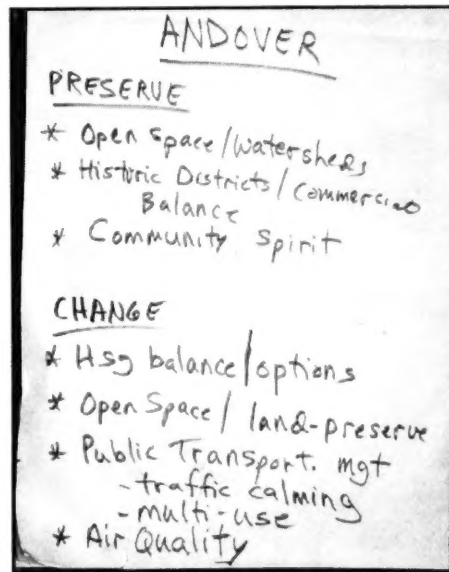 ANDOVER
PRESERVE
* Open Space/Watersheds
* Historic Districts/Commercial
Balance
* Community Spirit
CHANGE
* Hsg balance/options
* Open Space/ land-preserve
* Public Transport. mgt
- traffic calming
- multi-use
* Air Quality